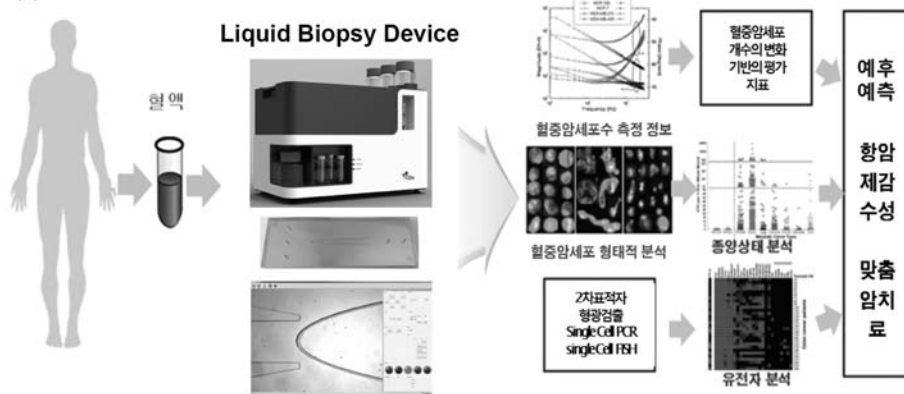 혈액
Liquid Biopsy Device
Frequency (Hz)
혈중암세포수 측정 정보
혈중암세포
개수의 변화
기반의 평가
지표
혈중암세포 형태적 분석
종양상태 분석
2차표적자
형광검출
Single Cell PCR
single Cell FISH
유전자 분석
예후
예측
항암
제감
수성
맞춤
암치
료